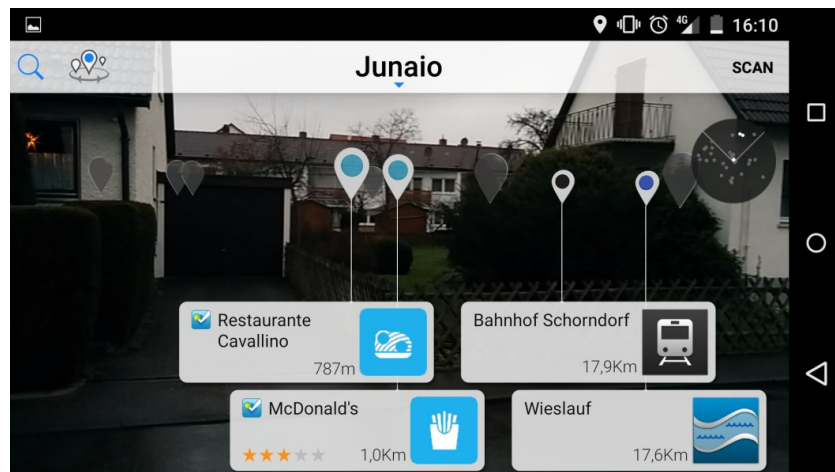 4G 16:10
Junaio
SCAN
Restaurante
Cavallino
787m
Bahnhof Schorndorf
17,9Km
McDonald's
1,0Km
Wieslauf
17,6Km